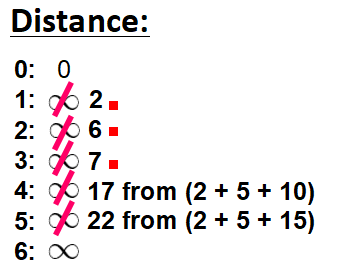 Distance:
0: 0
1: ∞ 2
2: ∞ 6
3: ∞ 7
4: ∞ 17 from (2 + 5 + 10)
5: ∞ 22 from (2 + 5 + 15)
6: ∞